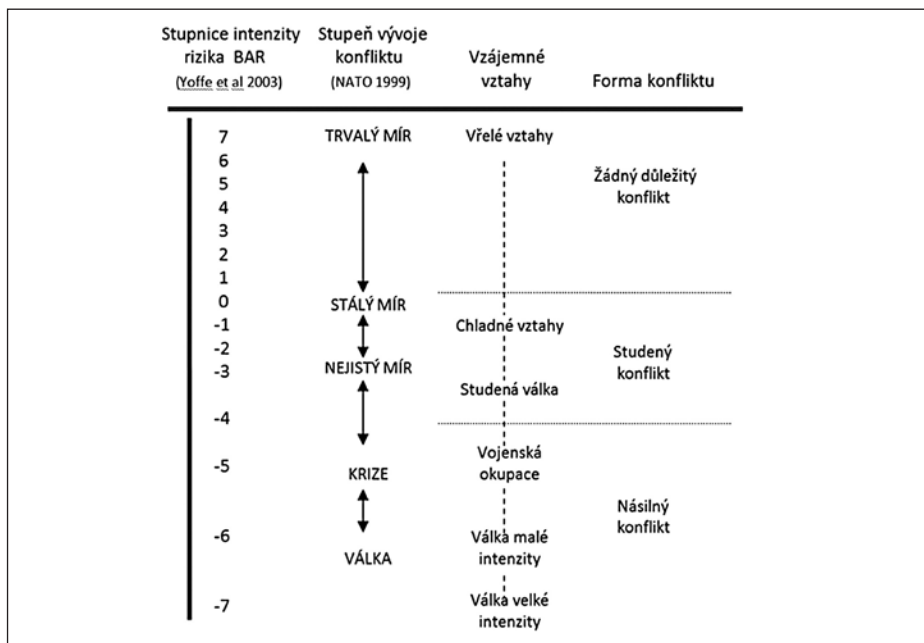 Stupnice intenzity
rizika BAR
(Yoffe et al 2003)
Stupeň vývoje
konfliktu
(NATO 1999)
Vzájemné
vztahy
Forma konfliktu
7
6
5
4
3
2
1
0
-1
-2
-3
-4
-5
-6
-7
TRVALÝ MÍR
STÁLÝ MÍR
NEJISTÝ MÍR
KRIZE
VÁLKA
Vřelé vztahy
Chladné vztahy
Studená válka
Vojenská
okupace
Válka malé
intenzity
Válka velké
intenzity
Žádný důležitý
konflikt
Studený
konflikt
Násilný
konflikt